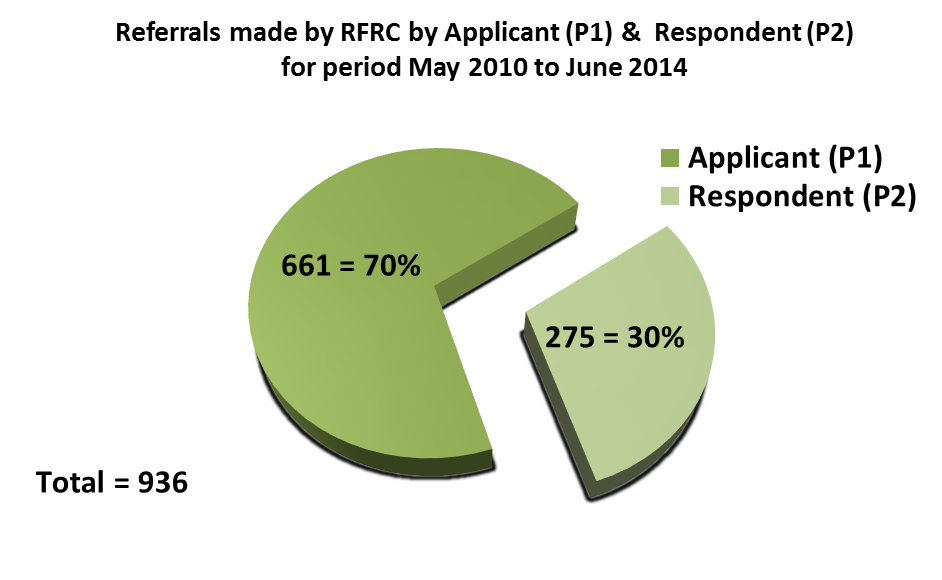 Referrals made by RFRC by Applicant (P1) & Respondent (P2)
for period May 2010 to June 2014
Applicant (P1)
Respondent (P2)
661 = 70%
275 = 30%
Total = 936